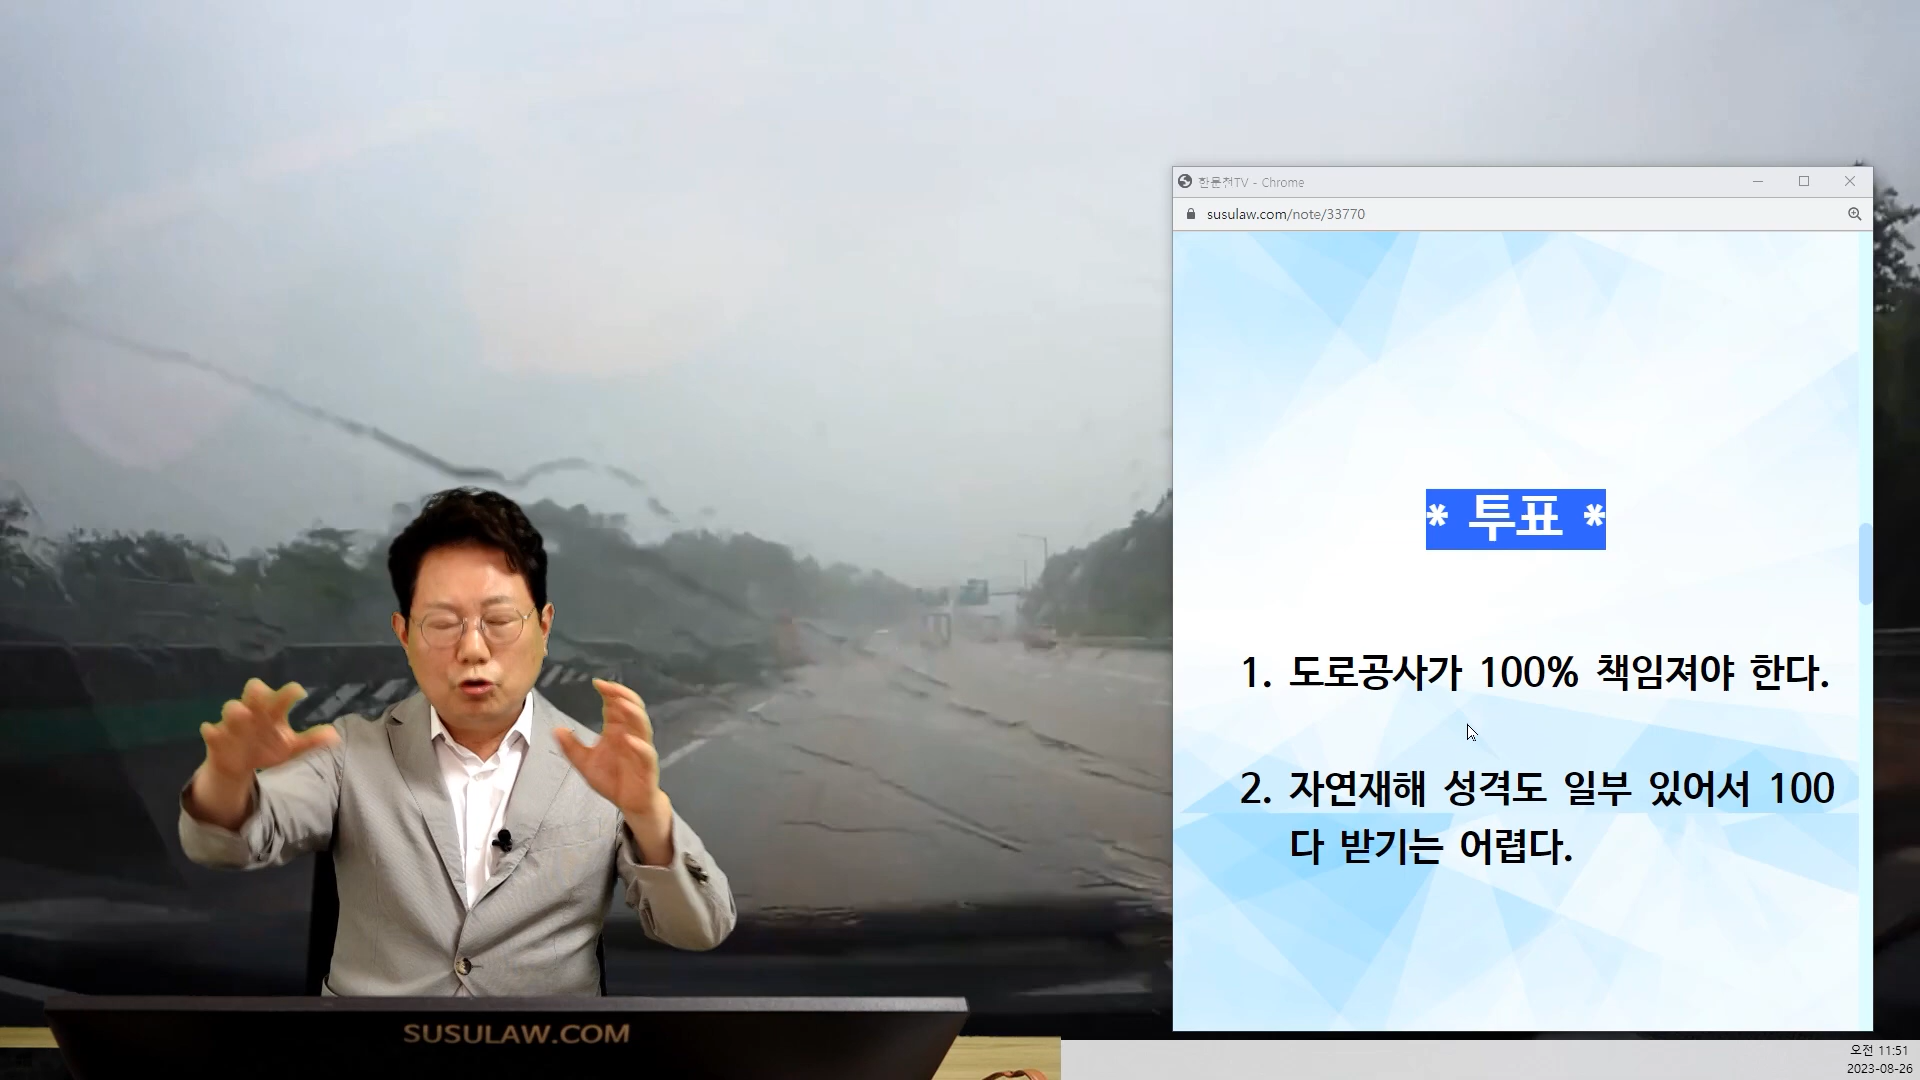 한문철TV - Chrome
susulaw.com/note/33770
* 투표 *
1. 도로공사가 100% 책임져야 한다.
2. 자연재해 성격도 일부 있어서 100
다 받기는 어렵다.
SUSULAW.COM
오전 11:51
2023-08-26